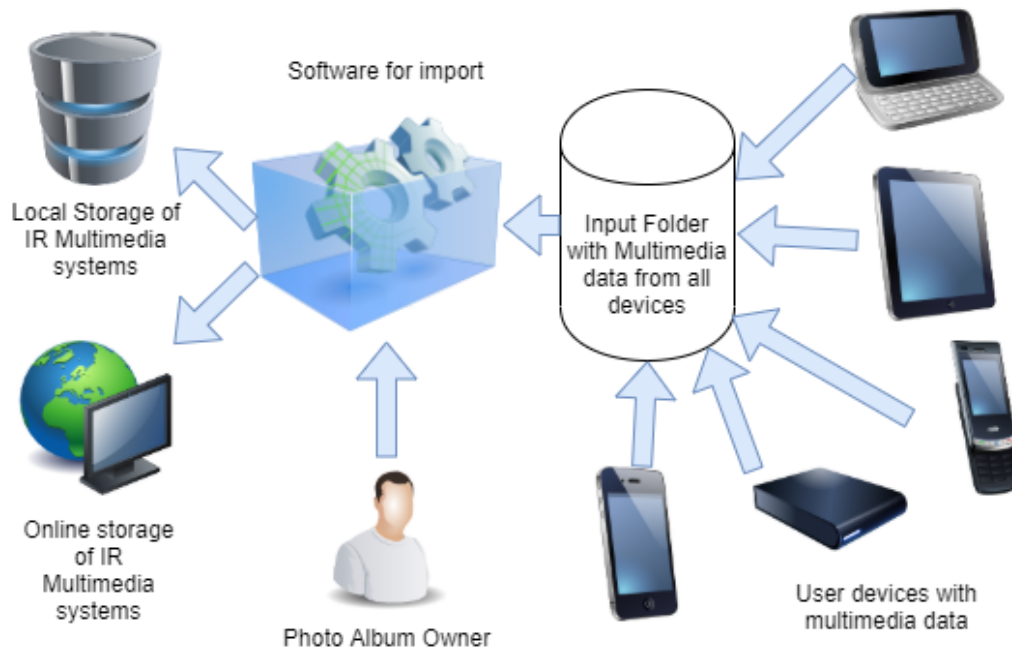 Software for import
Local Storage of
IR Multimedia
systems
Input Folder
with Multimedia
data from all
devices
Online storage
of IR
Multimedia
systems
Photo Album Owner
User devices with
multimedia data